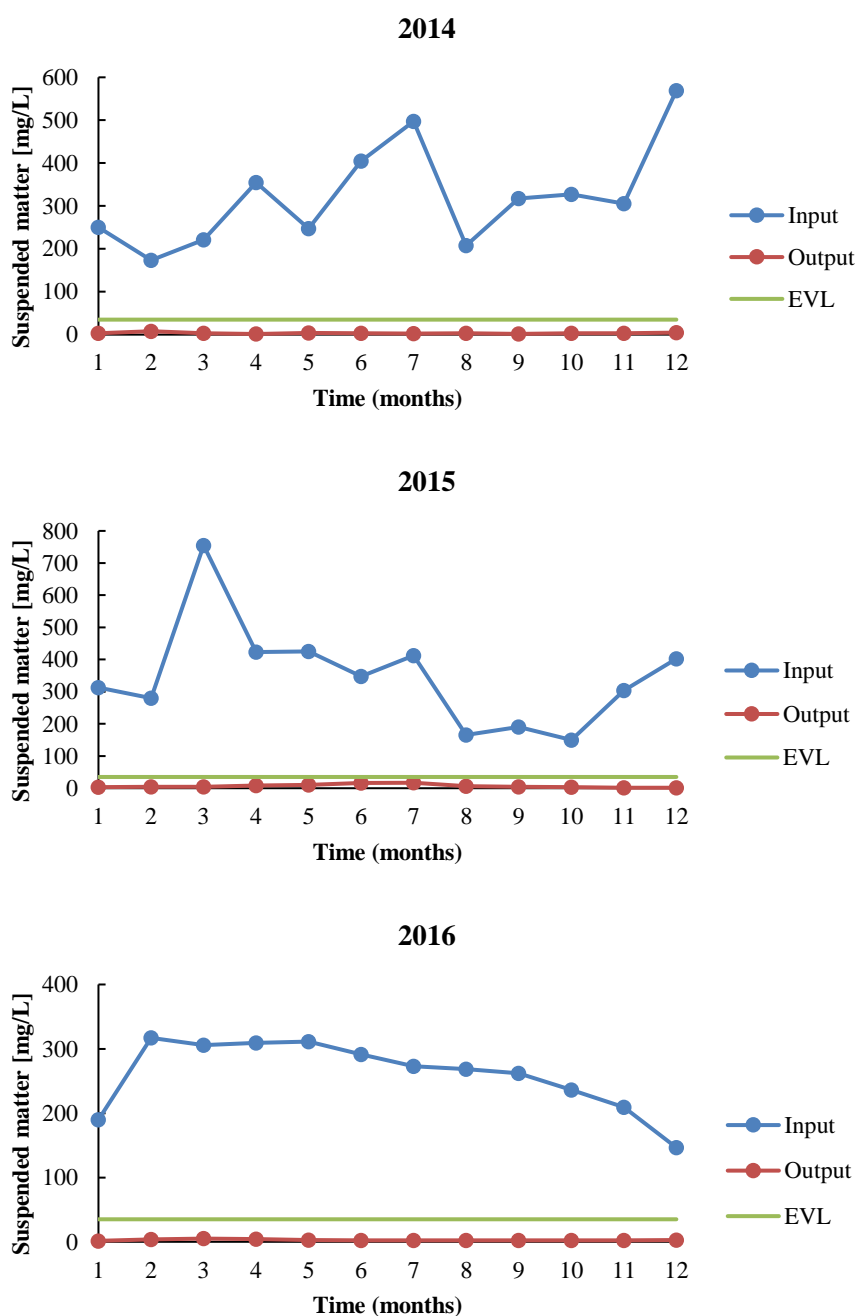 2014
Suspended matter [mg/L]
600
500
400
300
200
100
0
1 2 3 4 5 6 7 8 9 10 11 12
Time (months)
Input
Output
EVL
2015
Suspended matter [mg/L]
800
700
600
500
400
300
200
100
0
1 2 3 4 5 6 7 8 9 10 11 12
Time (months)
Input
Output
EVL
2016
Suspended matter [mg/L]
400
300
200
100
0
1 2 3 4 5 6 7 8 9 10 11 12
Time (months)
Input
Output
EVL